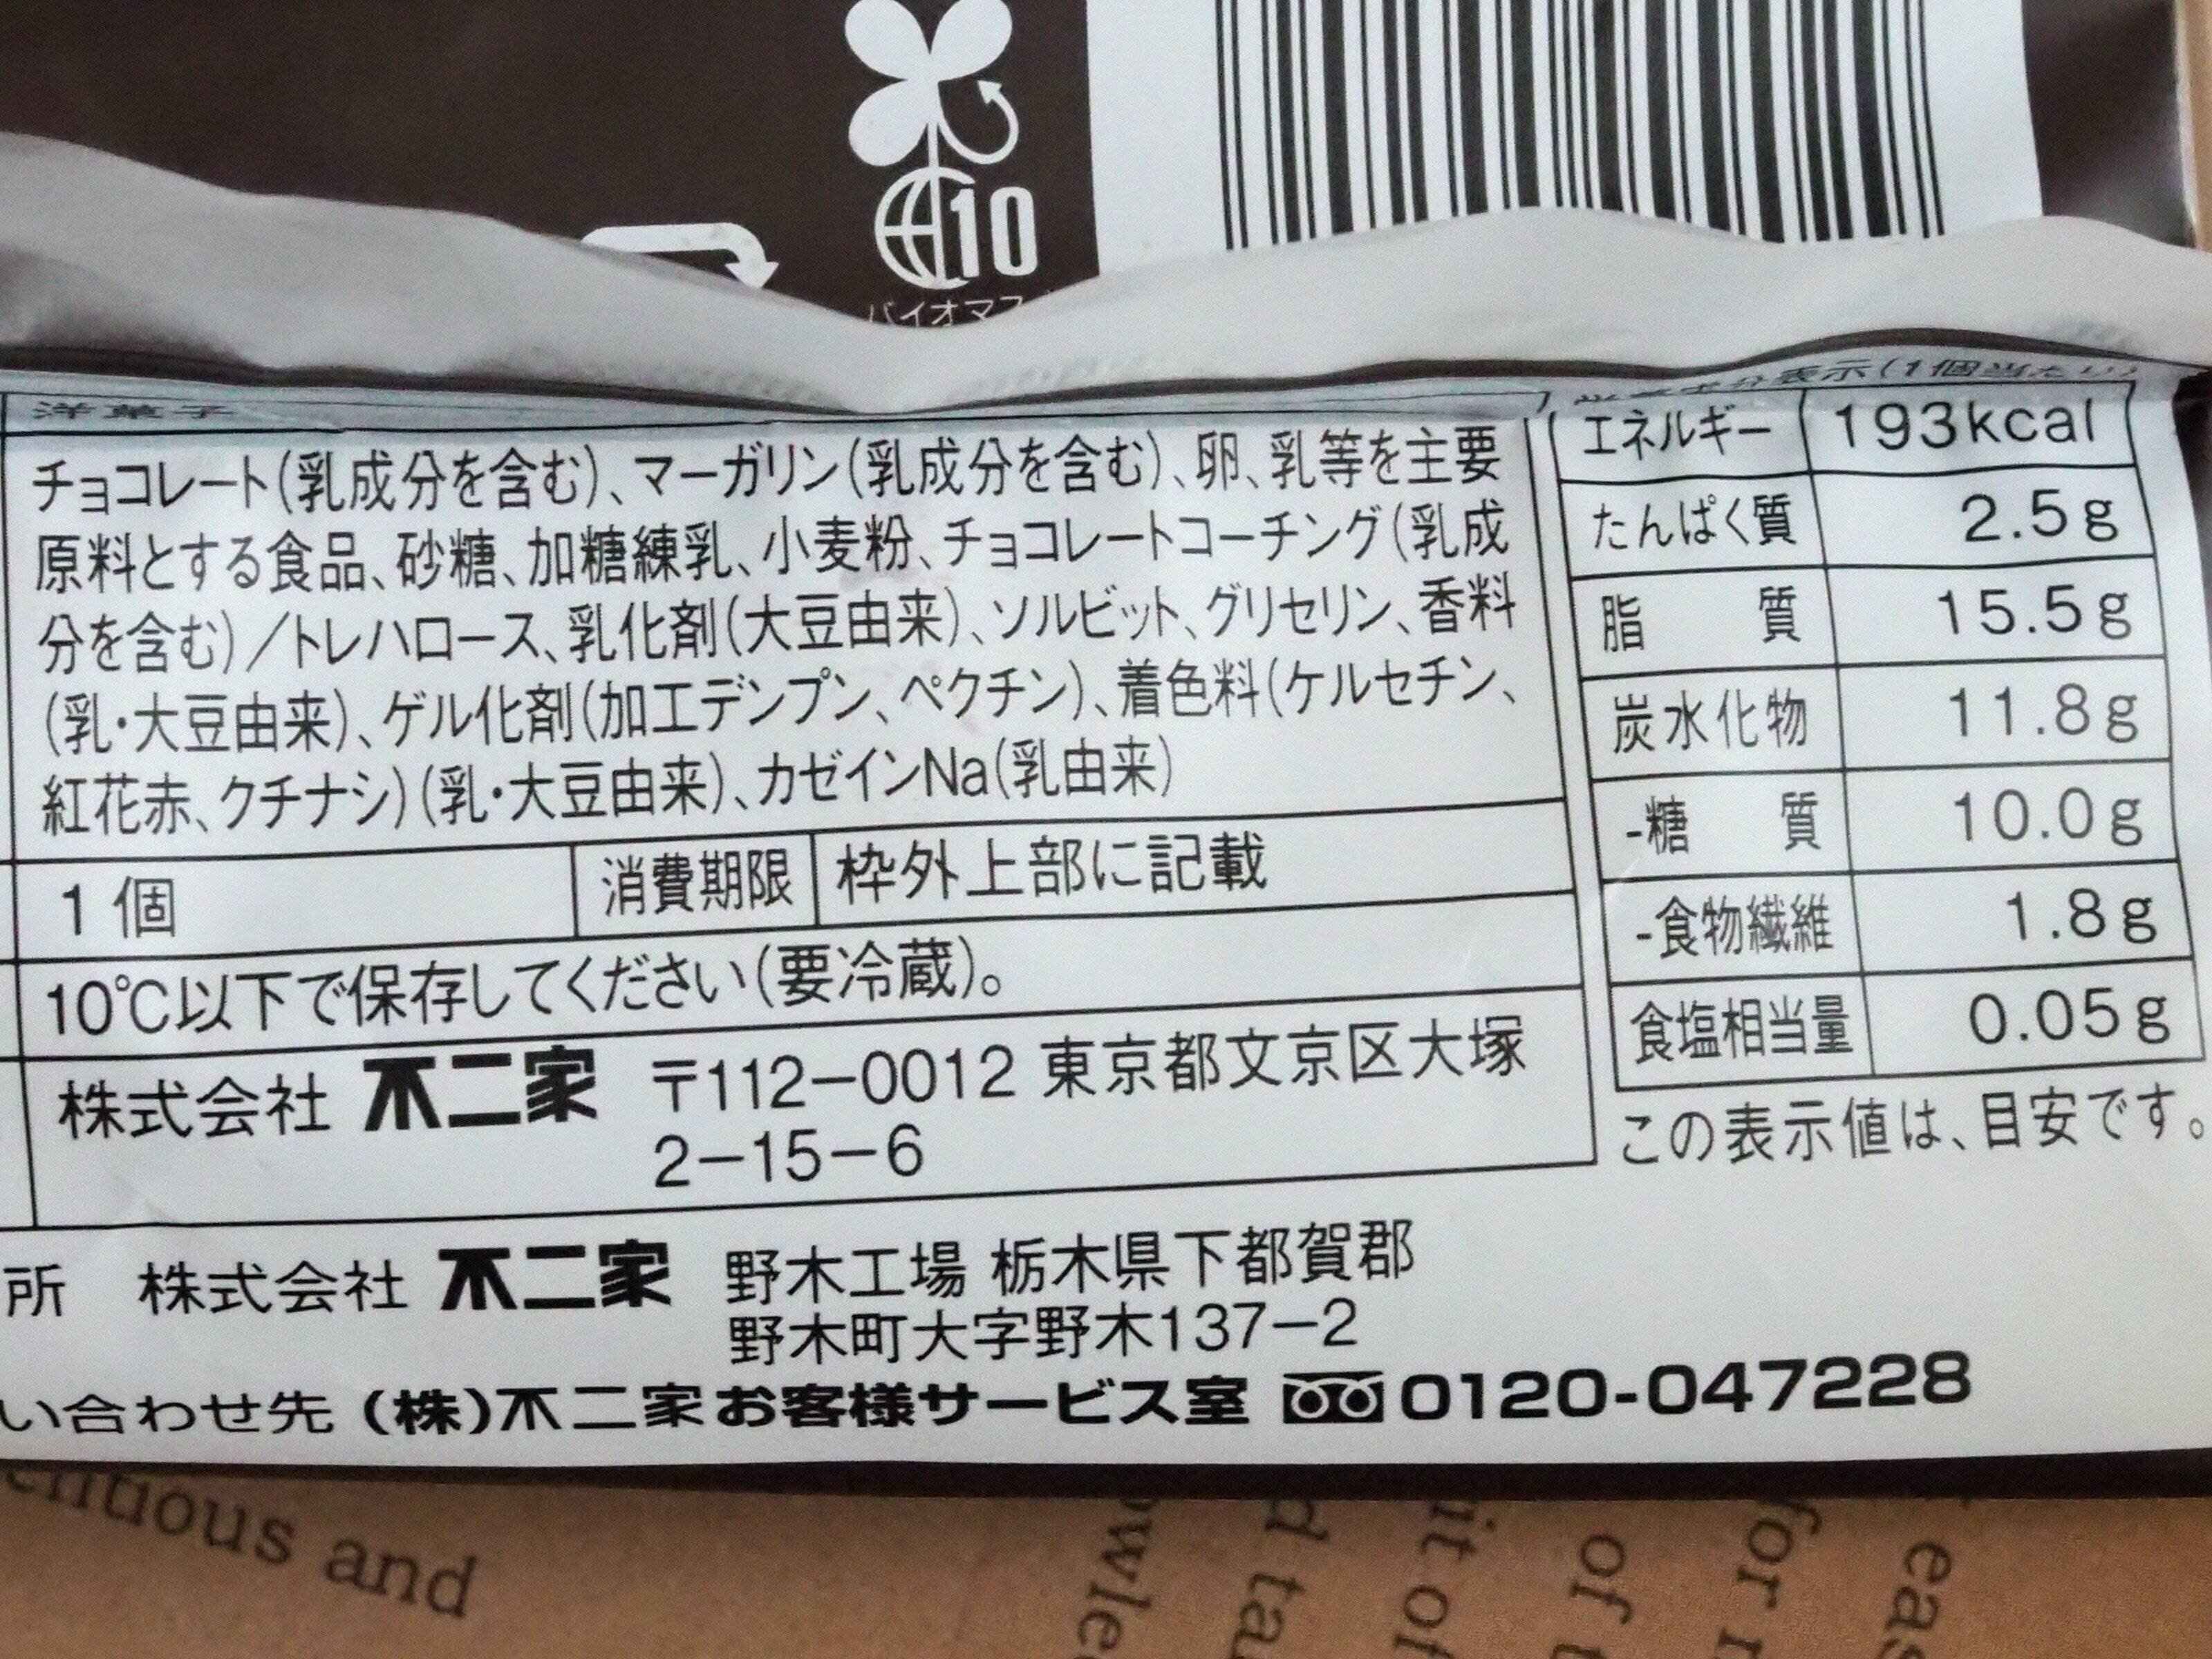 10
バイオマス
洋菓子
チョコレート(乳成分を含む)、マーガリン(乳成分を含む)、卵、乳等を主要
原料とする食品、砂糖、加糖練乳、小麦粉、チョコレートコーチング(乳成
分を含む)/トレハロース、乳化剤(大豆由来)、ソルビット、グリセリン、香料
(乳・大豆由来)、ゲル化剤(加工デンプン、ペクチン)、着色料(ケルセチン、
紅花赤、クチナシ)(乳・大豆由来)、カゼインNa(乳由来)
1個 消費期限 枠外上部に記載
10℃以下で保存してください(要冷蔵)。
株式会社 不二家 〒112-0012 東京都文京区大塚
2-15-6
表示(1個当たり)
エネルギー 193kcal
たんぱく質 2.5g
脂質 15.5g
炭水化物 11.8g
-糖質 10.0g
-食物繊維 1.8g
食塩相当量 0.05g
この表示値は、目安です。
所 株式会社 不二家 野木工場 栃木県下都賀郡
野木町大字野木137-2
い合わせ先 (株)不二家お客様サービス室 0120-047228
entious and
owle
d ta
it of
of
for
eas